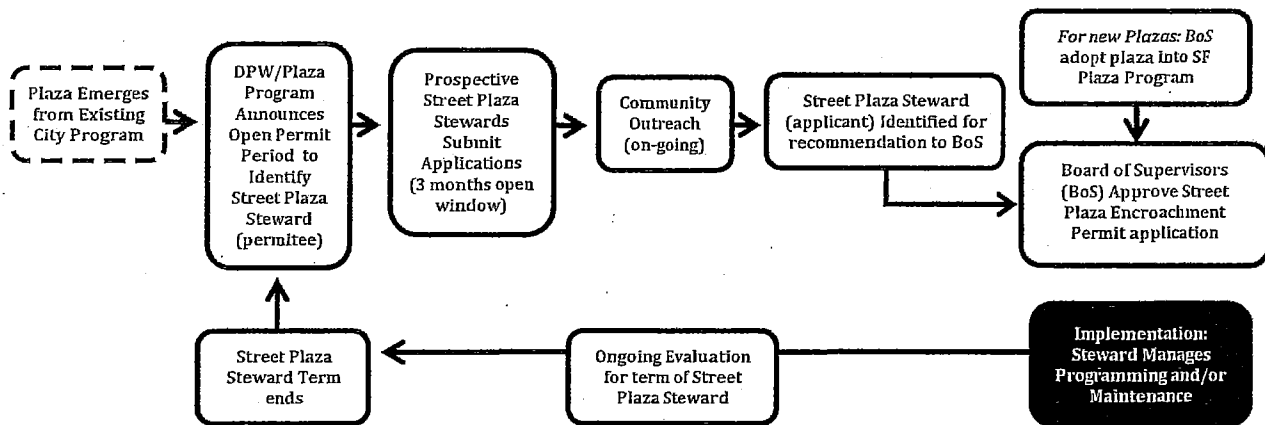 Plaza Emerges
from Existing
City Program
DPW/Plaza
Program
Announces
Open Permit
Period to
Identify
Street Plaza
Steward
(permitee)
Prospective
Street Plaza
Stewards
Submit
Applications
(3 months open
window)
Community
Outreach
(on-going)
Street Plaza Steward
(applicant) Identified for
recommendation to BoS
For new Plazas: BoS
adopt plaza into SF
Plaza Program
Board of Supervisors
(BoS) Approve Street
Plaza Encroachment
Permit application
Implementation:
Steward Manages
Programming and/or
Maintenance
Ongoing Evaluation
for term of Street
Plaza Steward
Street Plaza
Steward Term
ends